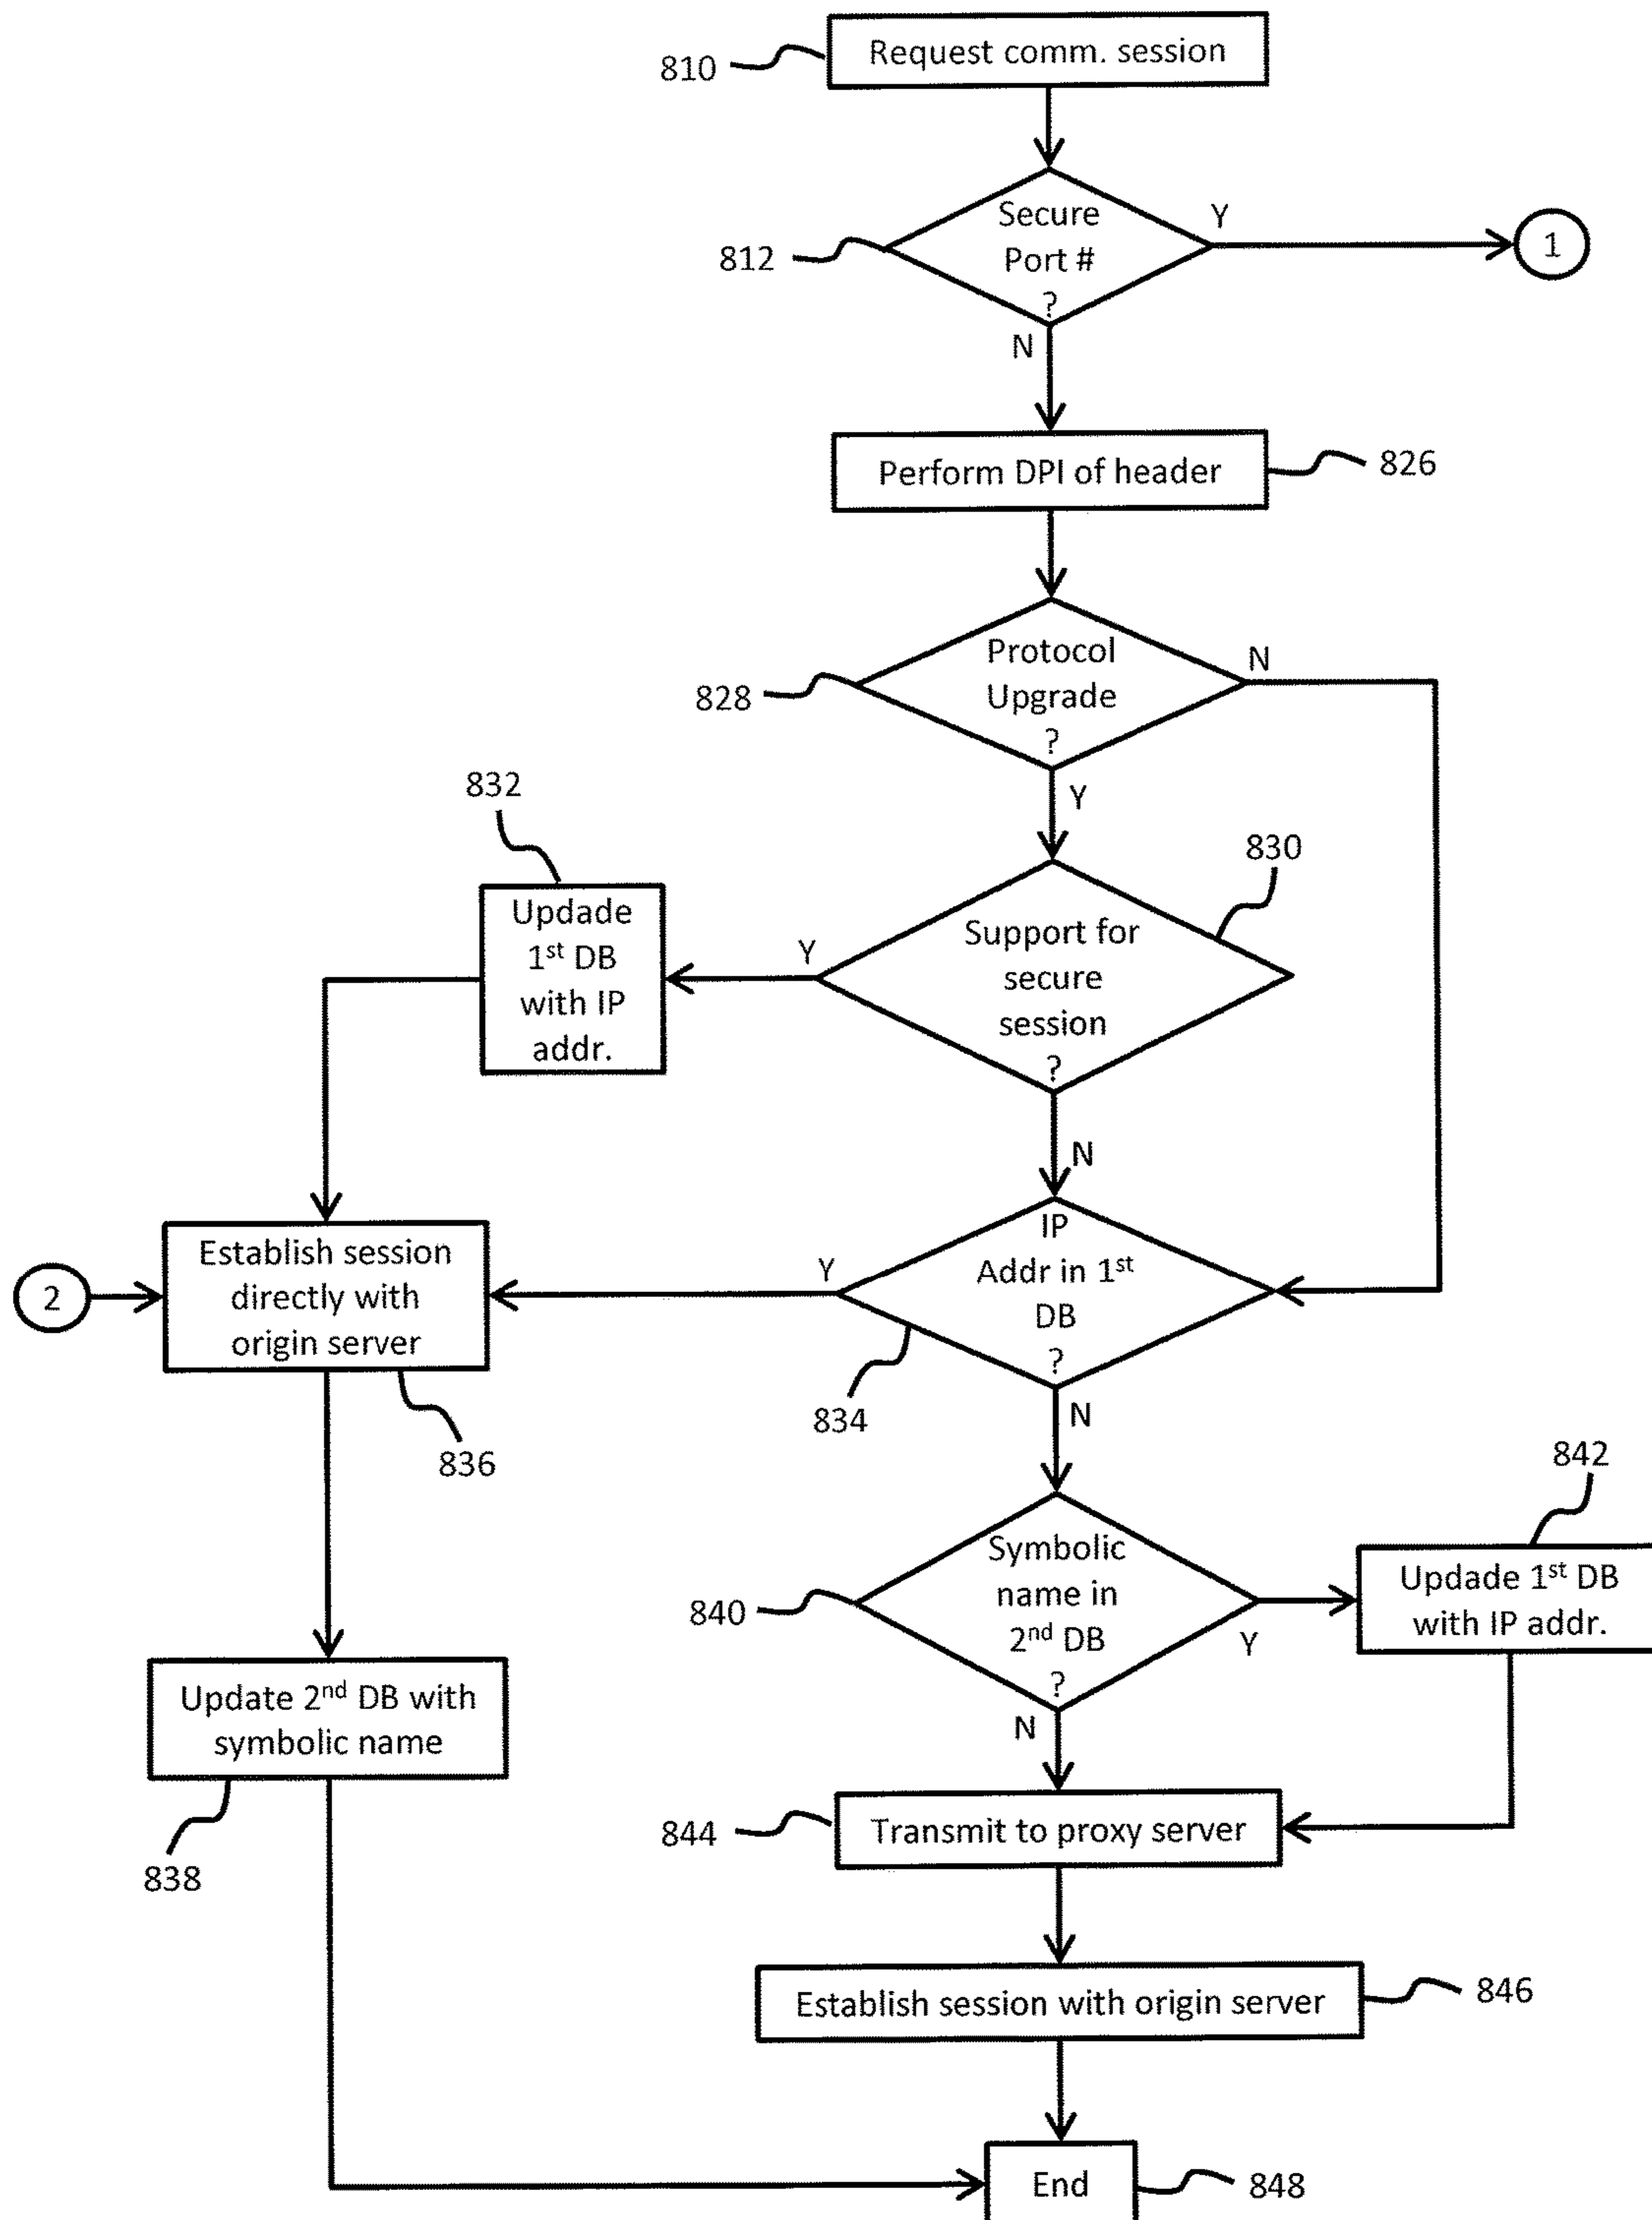 Request comm. session
810
Secure
Port #
?
812
Y
1
N
Perform DPI of header
826
Protocol
Upgrade
?
828
N
Y
832
Updade
1st DB
with IP
addr.
Y
830
Support for
secure
session
?
N
2
Establish session
directly with
origin server
836
Y
IP
Addr in 1st
DB
?
834
N
Symbolic
name in
2nd DB
?
840
Y
842
Updade 1st DB
with IP addr.
N
Update 2nd DB with
symbolic name
838
844
Transmit to proxy server
Establish session with origin server
846
End
848